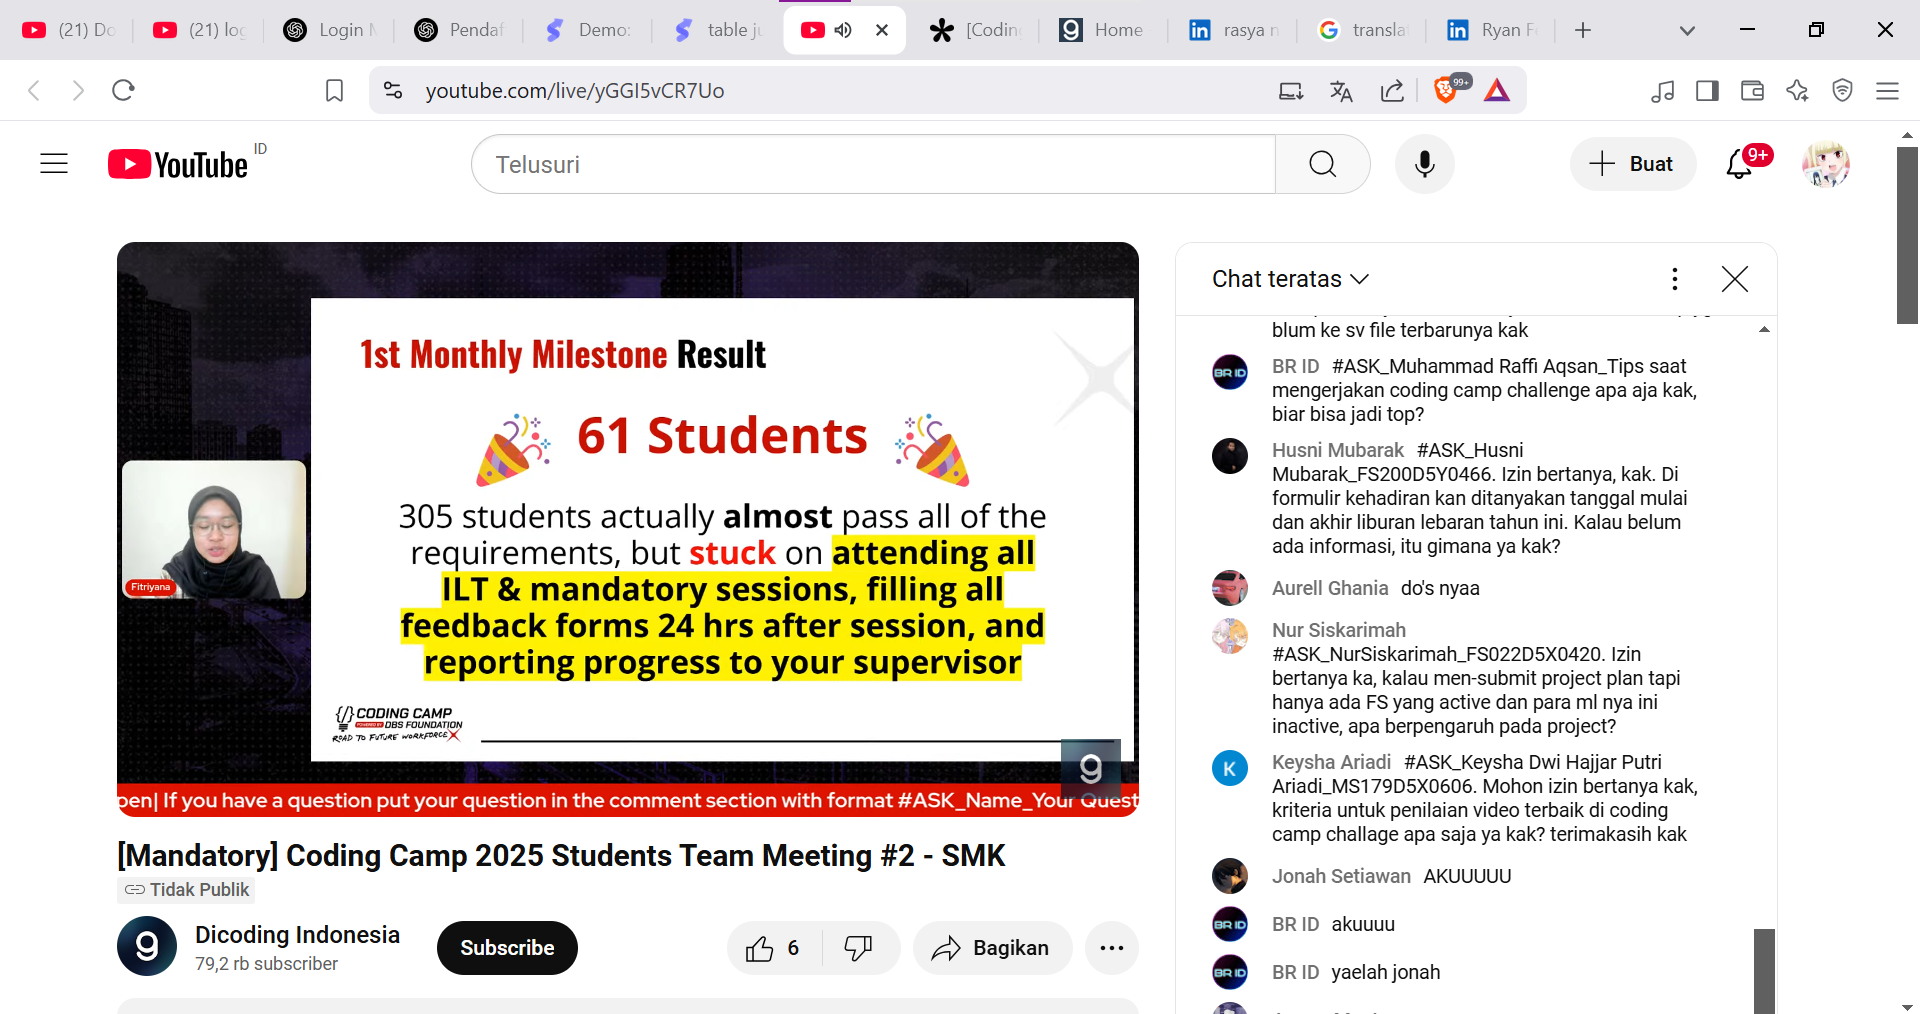 (21) Do
(21) log
Login M
Pendaf
Demo:
table ju
[Codin
Home
rasya n
transla
Ryan F
youtube.com/live/yGGI5vCR7Uo
99+
YouTube ID
Telusuri
Buat
9+
1st Monthly Milestone Result
61 Students
305 students actually almost pass all of the
requirements, but stuck on attending all
ILT & mandatory sessions, filling all
feedback forms 24 hrs after session, and
reporting progress to your supervisor
Fitriyana
CODING CAMP
POWERED BY DBS FOUNDATION
ROAD TO FUTURE WORKFORCE
pen| If you have a question put your question in the comment section with format #ASK_Name_Your Quest
[Mandatory] Coding Camp 2025 Students Team Meeting #2 - SMK
Tidak Publik
Dicoding Indonesia
79,2 rb subscriber
Subscribe
6
Bagikan
Chat teratas
blum ke sv file terbarunya kak
BR ID #ASK_Muhammad Raffi Aqsan_Tips saat
mengerjakan coding camp challenge apa aja kak,
biar bisa jadi top?
Husni Mubarak #ASK_Husni
Mubarak_FS200D5Y0466. Izin bertanya, kak. Di
formulir kehadiran kan ditanyakan tanggal mulai
dan akhir liburan lebaran tahun ini. Kalau belum
ada informasi, itu gimana ya kak?
Aurell Ghania do's nyaa
Nur Siskarimah
#ASK_NurSiskarimah_FS022D5X0420. Izin
bertanya ka, kalau men-submit project plan tapi
hanya ada FS yang active dan para ml nya ini
inactive, apa berpengaruh pada project?
K
Keysha Ariadi #ASK_Keysha Dwi Hajjar Putri
Ariadi_MS179D5X0606. Mohon izin bertanya kak,
kriteria untuk penilaian video terbaik di coding
camp challage apa saja ya kak? terimakasih kak
Jonah Setiawan AKUUUUU
BR ID akuuuu
BR ID yaelah jonah